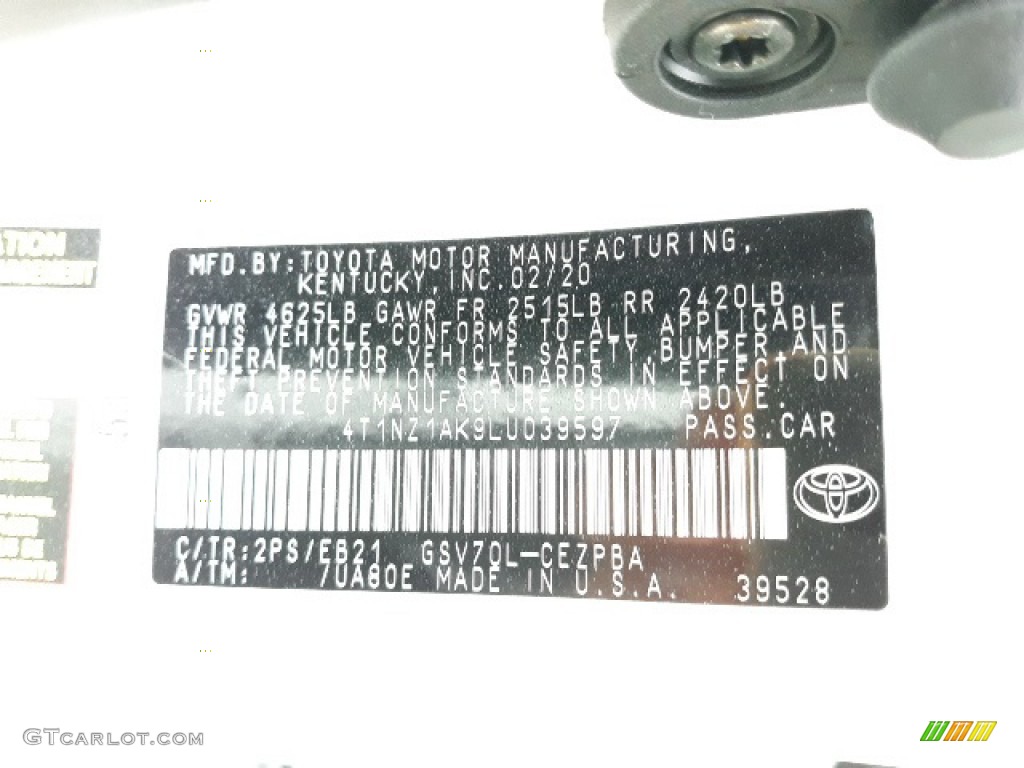 MFD.BY:TOYOTA MOTOR MANUFACTURING,
KENTUCKY,INC.02/20
GVWR 4625LB GAWR FR 2515LB RR 2420LB
THIS VEHICLE CONFORMS TO ALL APPLICABLE
FEDERAL MOTOR VEHICLE SAFETY,BUMPER,AND
THEFT PREVENTION STANDARDS IN EFFECT ON
THE DATE OF MANUFACTURE SHOWN ABOVE.
4T1NZ1AK9LU039597 PASS.CAR
C/TR:2PS/EB21 GSV70L-CEZPBA
A/TM: /UA80E MADE IN U.S.A. 39528
ATION
GTCARLOT.COM